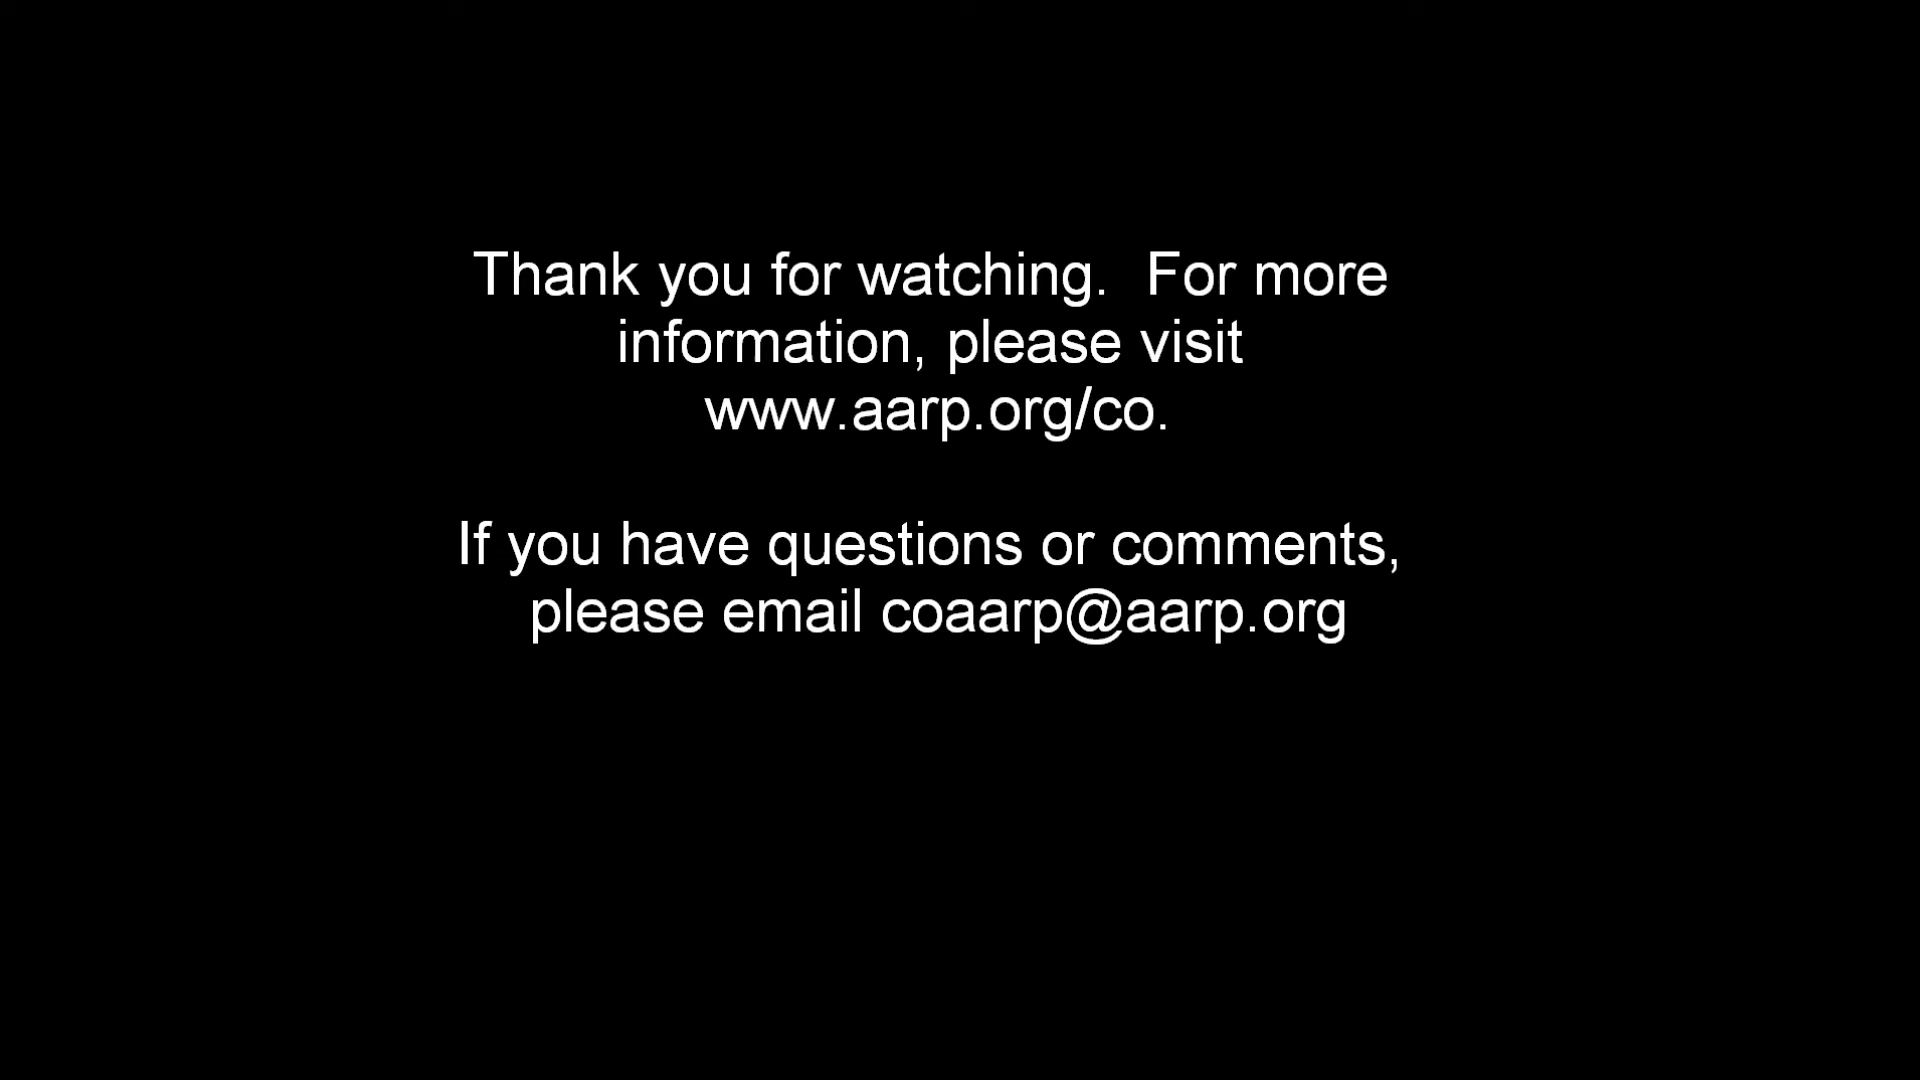 Thank you for watching.  For more
information, please visit
www.aarp.org/co.
If you have questions or comments,
please email coaarp@aarp.org